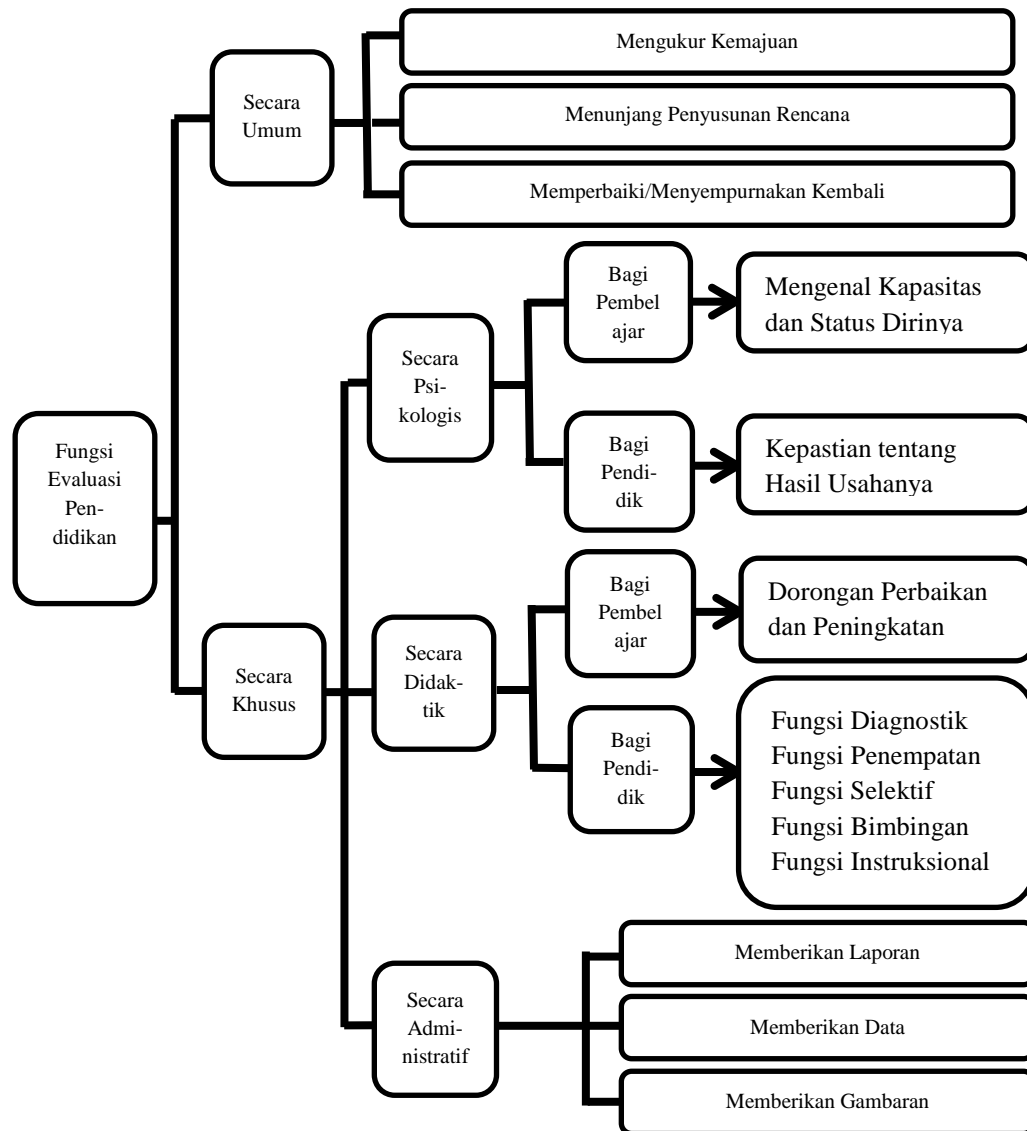 Mengukur Kemajuan
Secara
Umum
Menunjang Penyusunan Rencana
Memperbaiki/Menyempurnakan Kembali
Bagi
Pembel
ajar
Mengenal Kapasitas
dan Status Dirinya
Secara
Psi-
kologis
Bagi
Pendi-
dik
Kepastian tentang
Hasil Usahanya
Fungsi
Evaluasi
Pen-
didikan
Bagi
Pembel
ajar
Dorongan Perbaikan
dan Peningkatan
Secara
Khusus
Secara
Didak-
tik
Bagi
Pendi-
dik
Fungsi Diagnostik
Fungsi Penempatan
Fungsi Selektif
Fungsi Bimbingan
Fungsi Instruksional
Memberikan Laporan
Secara
Admi-
nistratif
Memberikan Data
Memberikan Gambaran